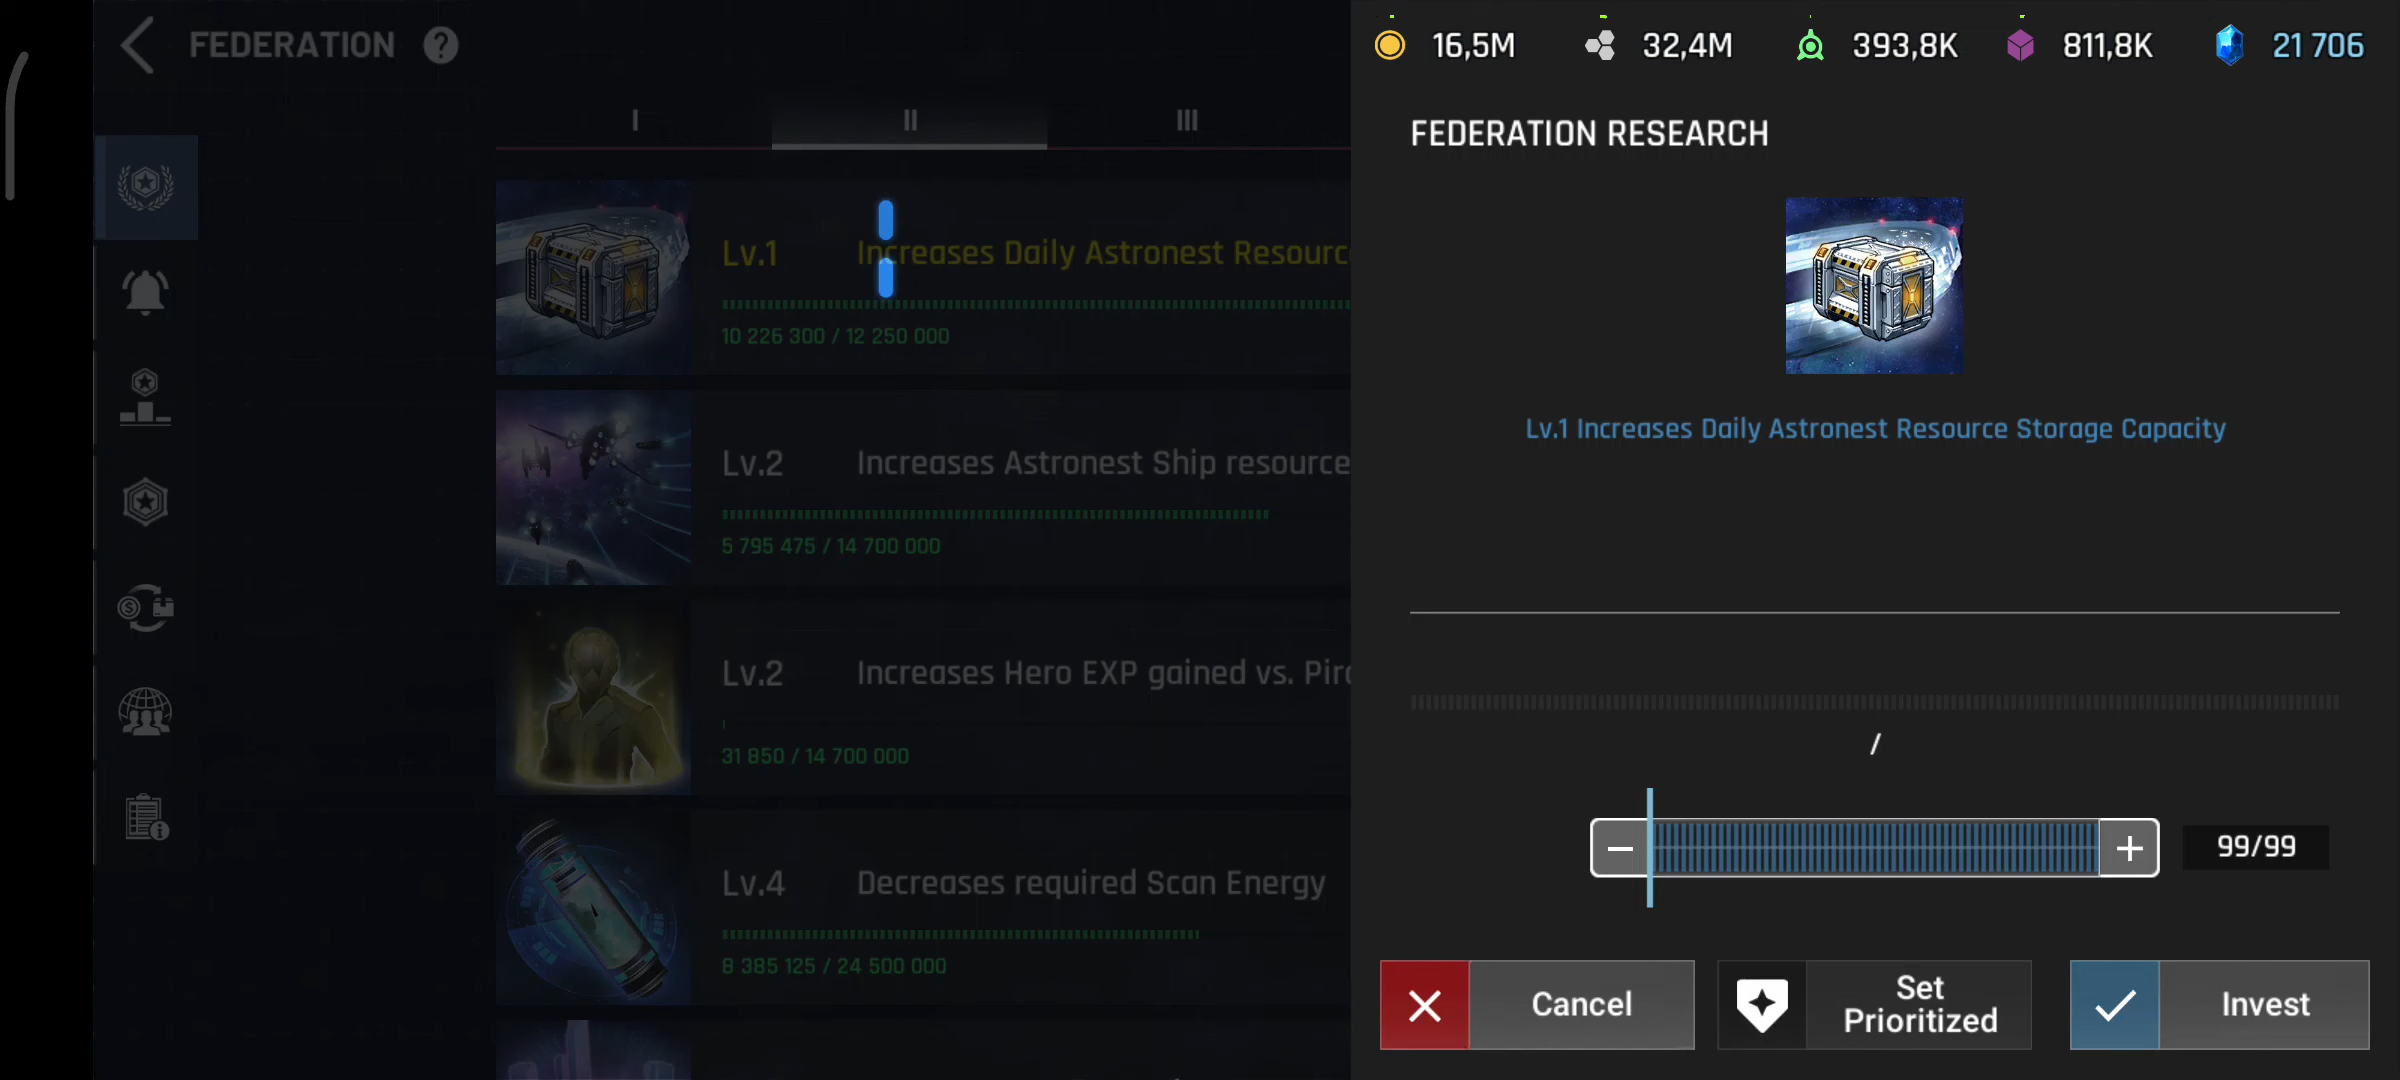 FEDERATION ?
16,5M 32,4M 393,8K 811,8K 21 706
I II III
FEDERATION RESEARCH
Lv.1 Increases Daily Astronest Resourc
10 226 300 / 12 250 000
Lv.1 Increases Daily Astronest Resource Storage Capacity
Lv.2 Increases Astronest Ship resource
5 795 475 / 14 700 000
Lv.2 Increases Hero EXP gained vs. Pir
31 850 / 14 700 000
/
99/99
Lv.4 Decreases required Scan Energy
8 385 125 / 24 500 000
Cancel
Set
Prioritized
Invest